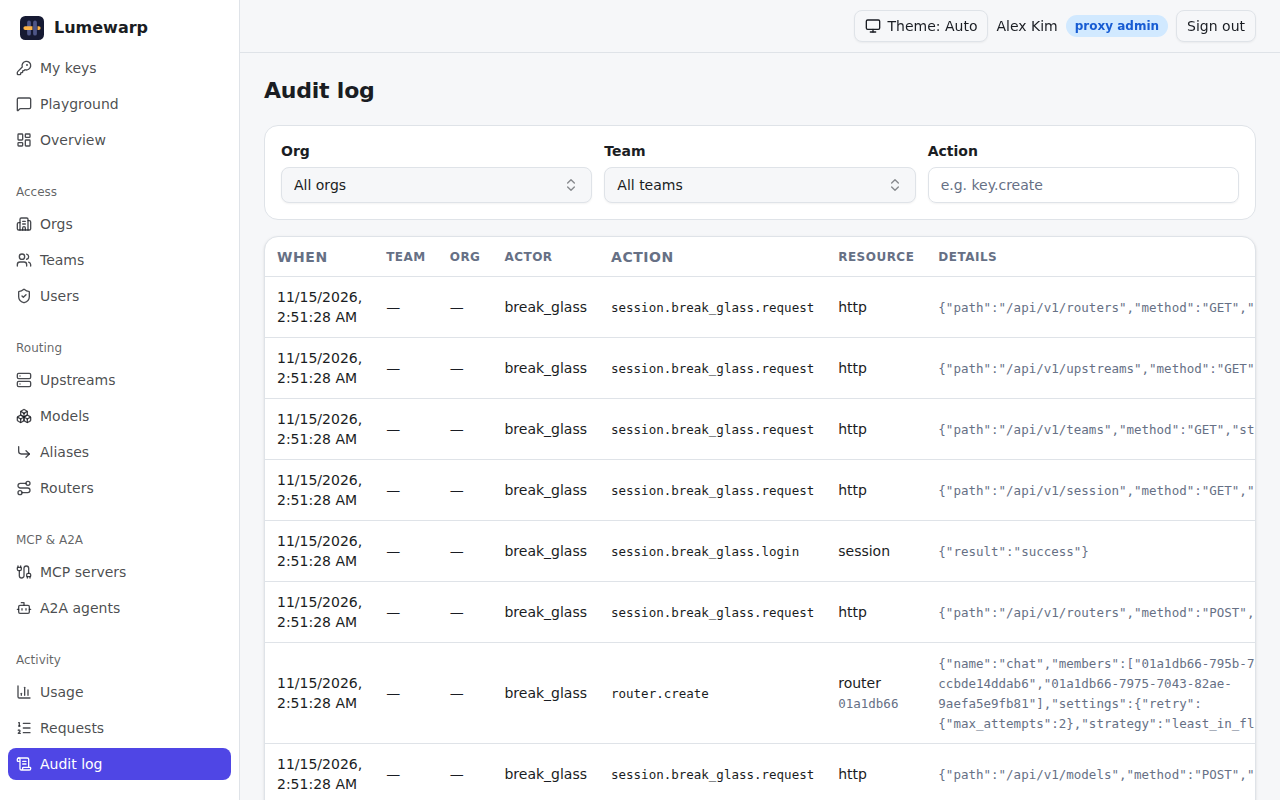 Lumewarp
Theme: Auto
Alex Kim
proxy admin
Sign out
My keys
Playground
Overview
Access
Orgs
Teams
Users
Routing
Upstreams
Models
Aliases
Routers
MCP & A2A
MCP servers
A2A agents
Activity
Usage
Requests
Audit log
Audit log
Org
Team
Action
All orgs
All teams
e.g. key.create
WHEN TEAM ORG ACTOR ACTION RESOURCE DETAILS
11/15/2026,
2:51:28 AM
— — break_glass session.break_glass.request http {"path":"/api/v1/routers","method":"GET","
11/15/2026,
2:51:28 AM
— — break_glass session.break_glass.request http {"path":"/api/v1/upstreams","method":"GET"
11/15/2026,
2:51:28 AM
— — break_glass session.break_glass.request http {"path":"/api/v1/teams","method":"GET","st
11/15/2026,
2:51:28 AM
— — break_glass session.break_glass.request http {"path":"/api/v1/session","method":"GET","
11/15/2026,
2:51:28 AM
— — break_glass session.break_glass.login session {"result":"success"}
11/15/2026,
2:51:28 AM
— — break_glass session.break_glass.request http {"path":"/api/v1/routers","method":"POST",
11/15/2026,
2:51:28 AM
— — break_glass router.create router
01a1db66
{"name":"chat","members":["01a1db66-795b-7
ccbde14ddab6","01a1db66-7975-7043-82ae-
9aefa5e9fb81"],"settings":{"retry":
{"max_attempts":2},"strategy":"least_in_fl
11/15/2026,
2:51:28 AM
— — break_glass session.break_glass.request http {"path":"/api/v1/models","method":"POST","